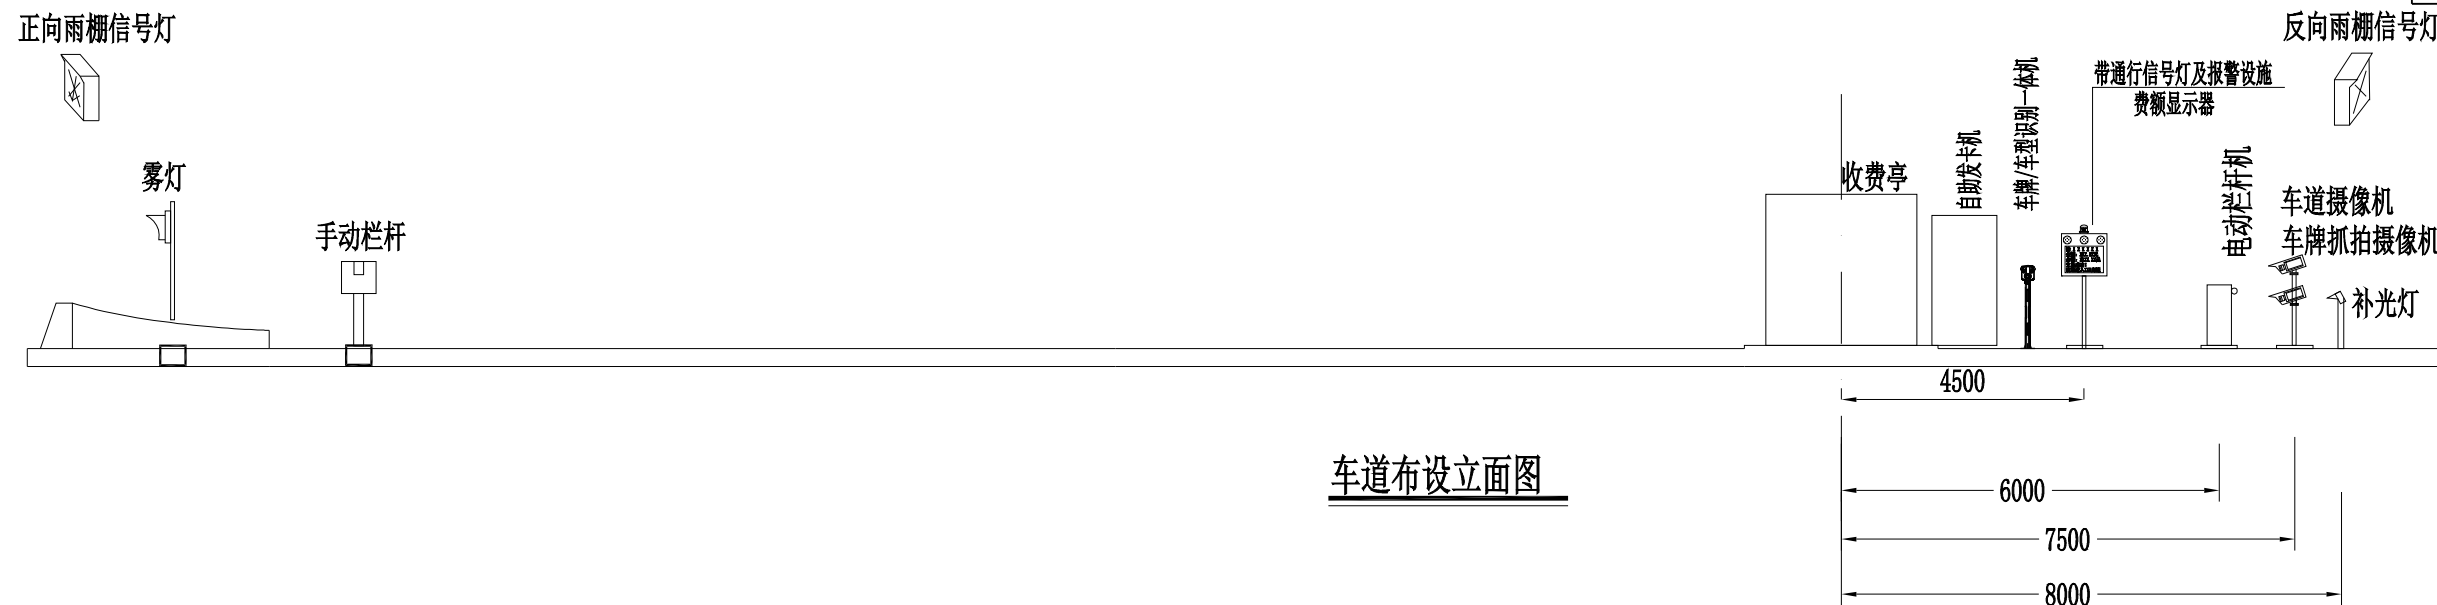 正向雨棚信号灯
反向雨棚信号灯
带通行信号灯及报警设施
费额显示器
车牌/车型识别一体机
自助发卡机
电动栏杆机
雾灯
收费亭
手动栏杆
车道摄像机
车牌抓拍摄像机
补光灯
4500
车道布设立面图
6000
7500
8000